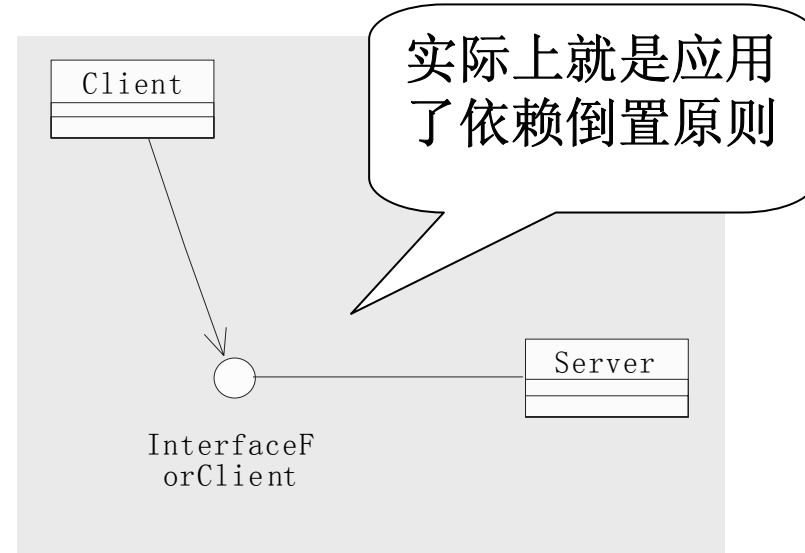 实际上就是应用
了依赖倒置原则
Client
Server
InterfaceF
orClient